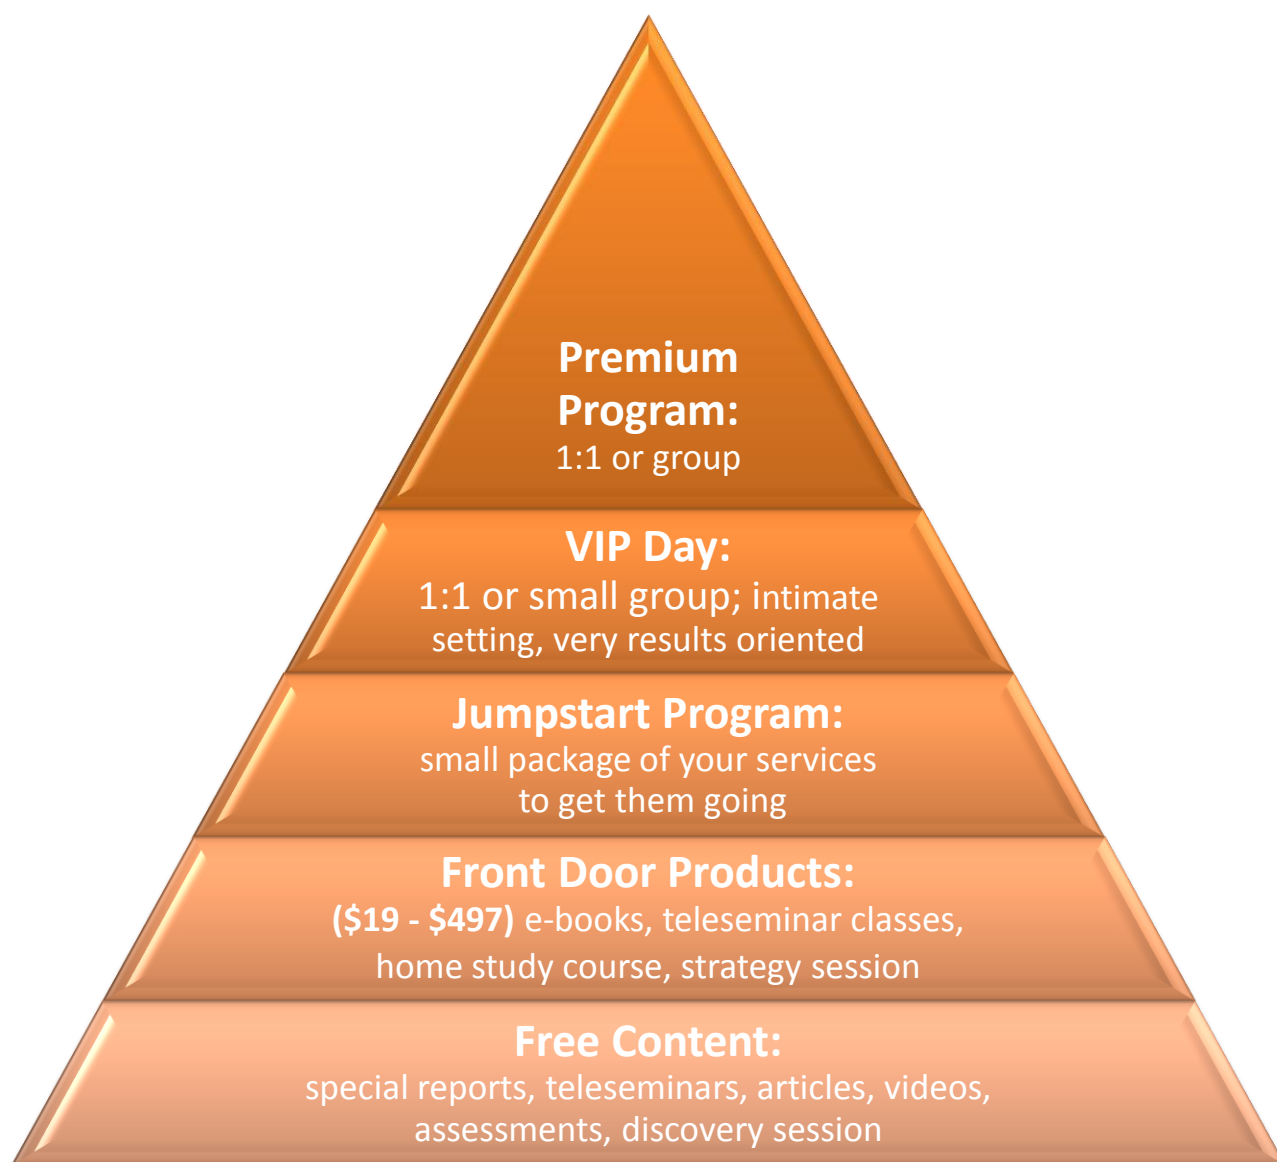 Premium
Program:
1:1 or group
VIP Day:
1:1 or small group; intimate
setting, very results oriented
Jumpstart Program:
small package of your services
to get them going
Front Door Products:
($19 - $497) e-books, teleseminar classes,
home study course, strategy session
Free Content:
special reports, teleseminars, articles, videos,
assessments, discovery session